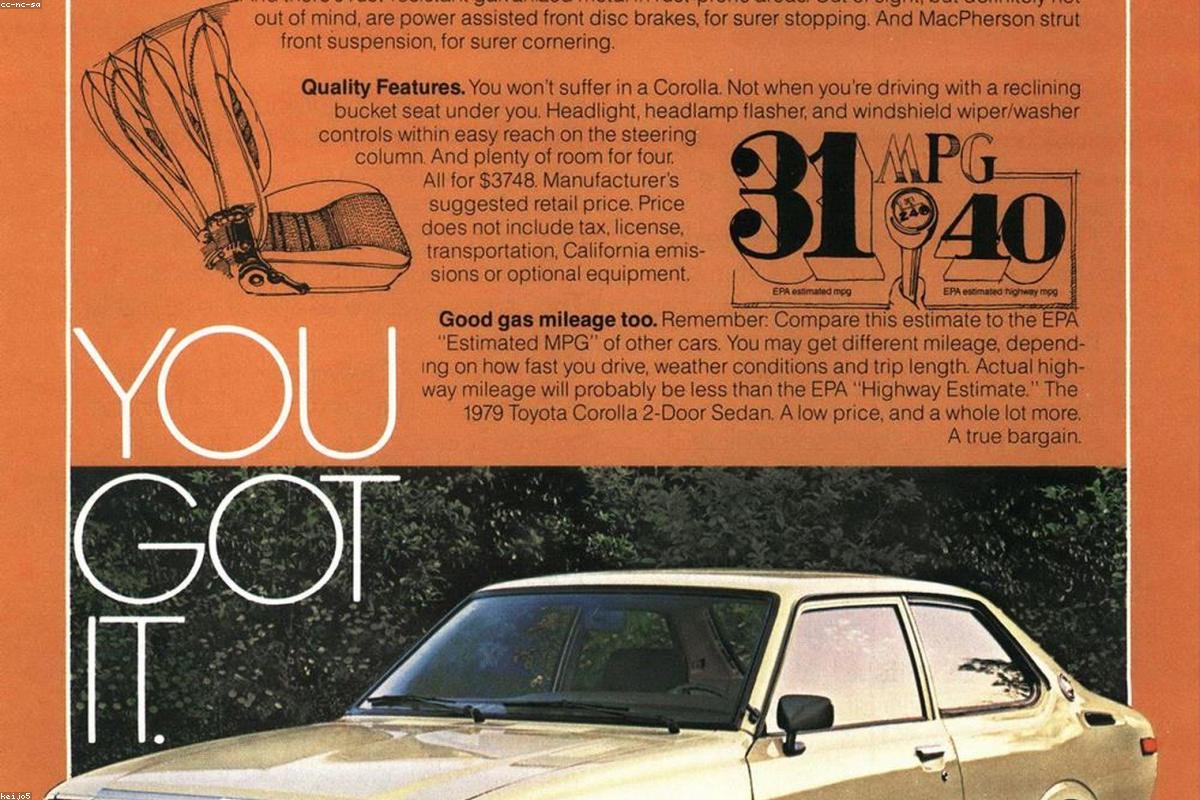 cc-nc-sa
out of mind, are power assisted front disc brakes, for surer stopping. And MacPherson strut
front suspension, for surer cornering.
Quality Features. You won't suffer in a Corolla. Not when you're driving with a reclining
bucket seat under you. Headlight, headlamp flasher, and windshield wiper/washer
controls within easy reach on the steering
column. And plenty of room for four.
All for $3748. Manufacturer's
suggested retail price. Price
does not include tax, license,
transportation, California emis-
sions or optional equipment.
31 MPG 40
EPA estimated mpg
EPA estimated highway mpg
Good gas mileage too. Remember: Compare this estimate to the EPA
"Estimated MPG" of other cars. You may get different mileage, depend-
ing on how fast you drive, weather conditions and trip length. Actual high-
way mileage will probably be less than the EPA "Highway Estimate." The
1979 Toyota Corolla 2-Door Sedan. A low price, and a whole lot more.
A true bargain.
YOU
GOT
IT.
keijo5